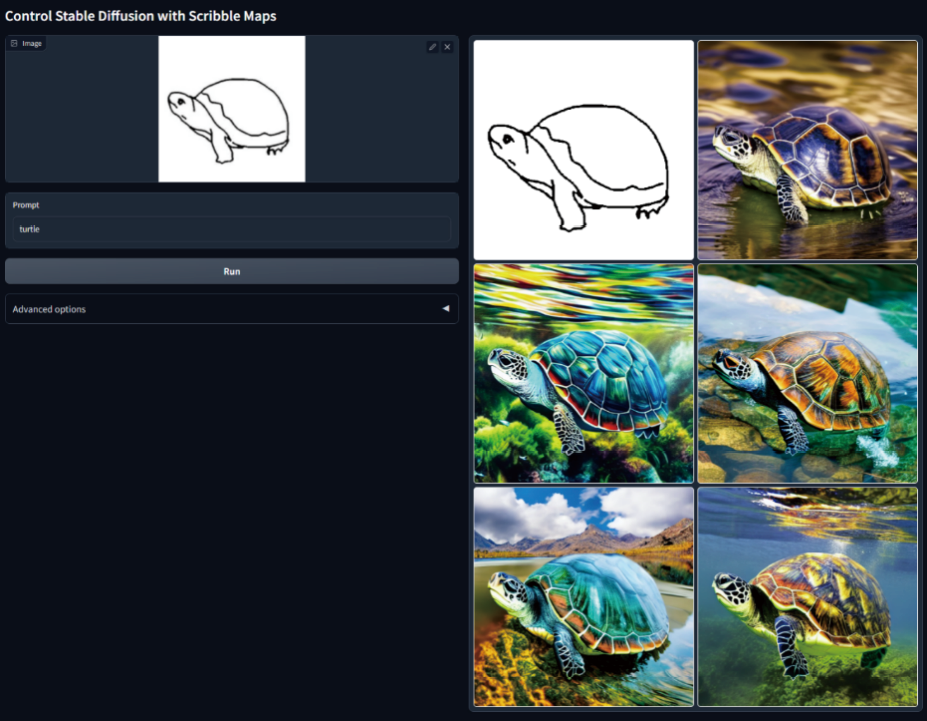 Control Stable Diffusion with Scribble Maps
Image
Prompt
turtle
Run
Advanced options